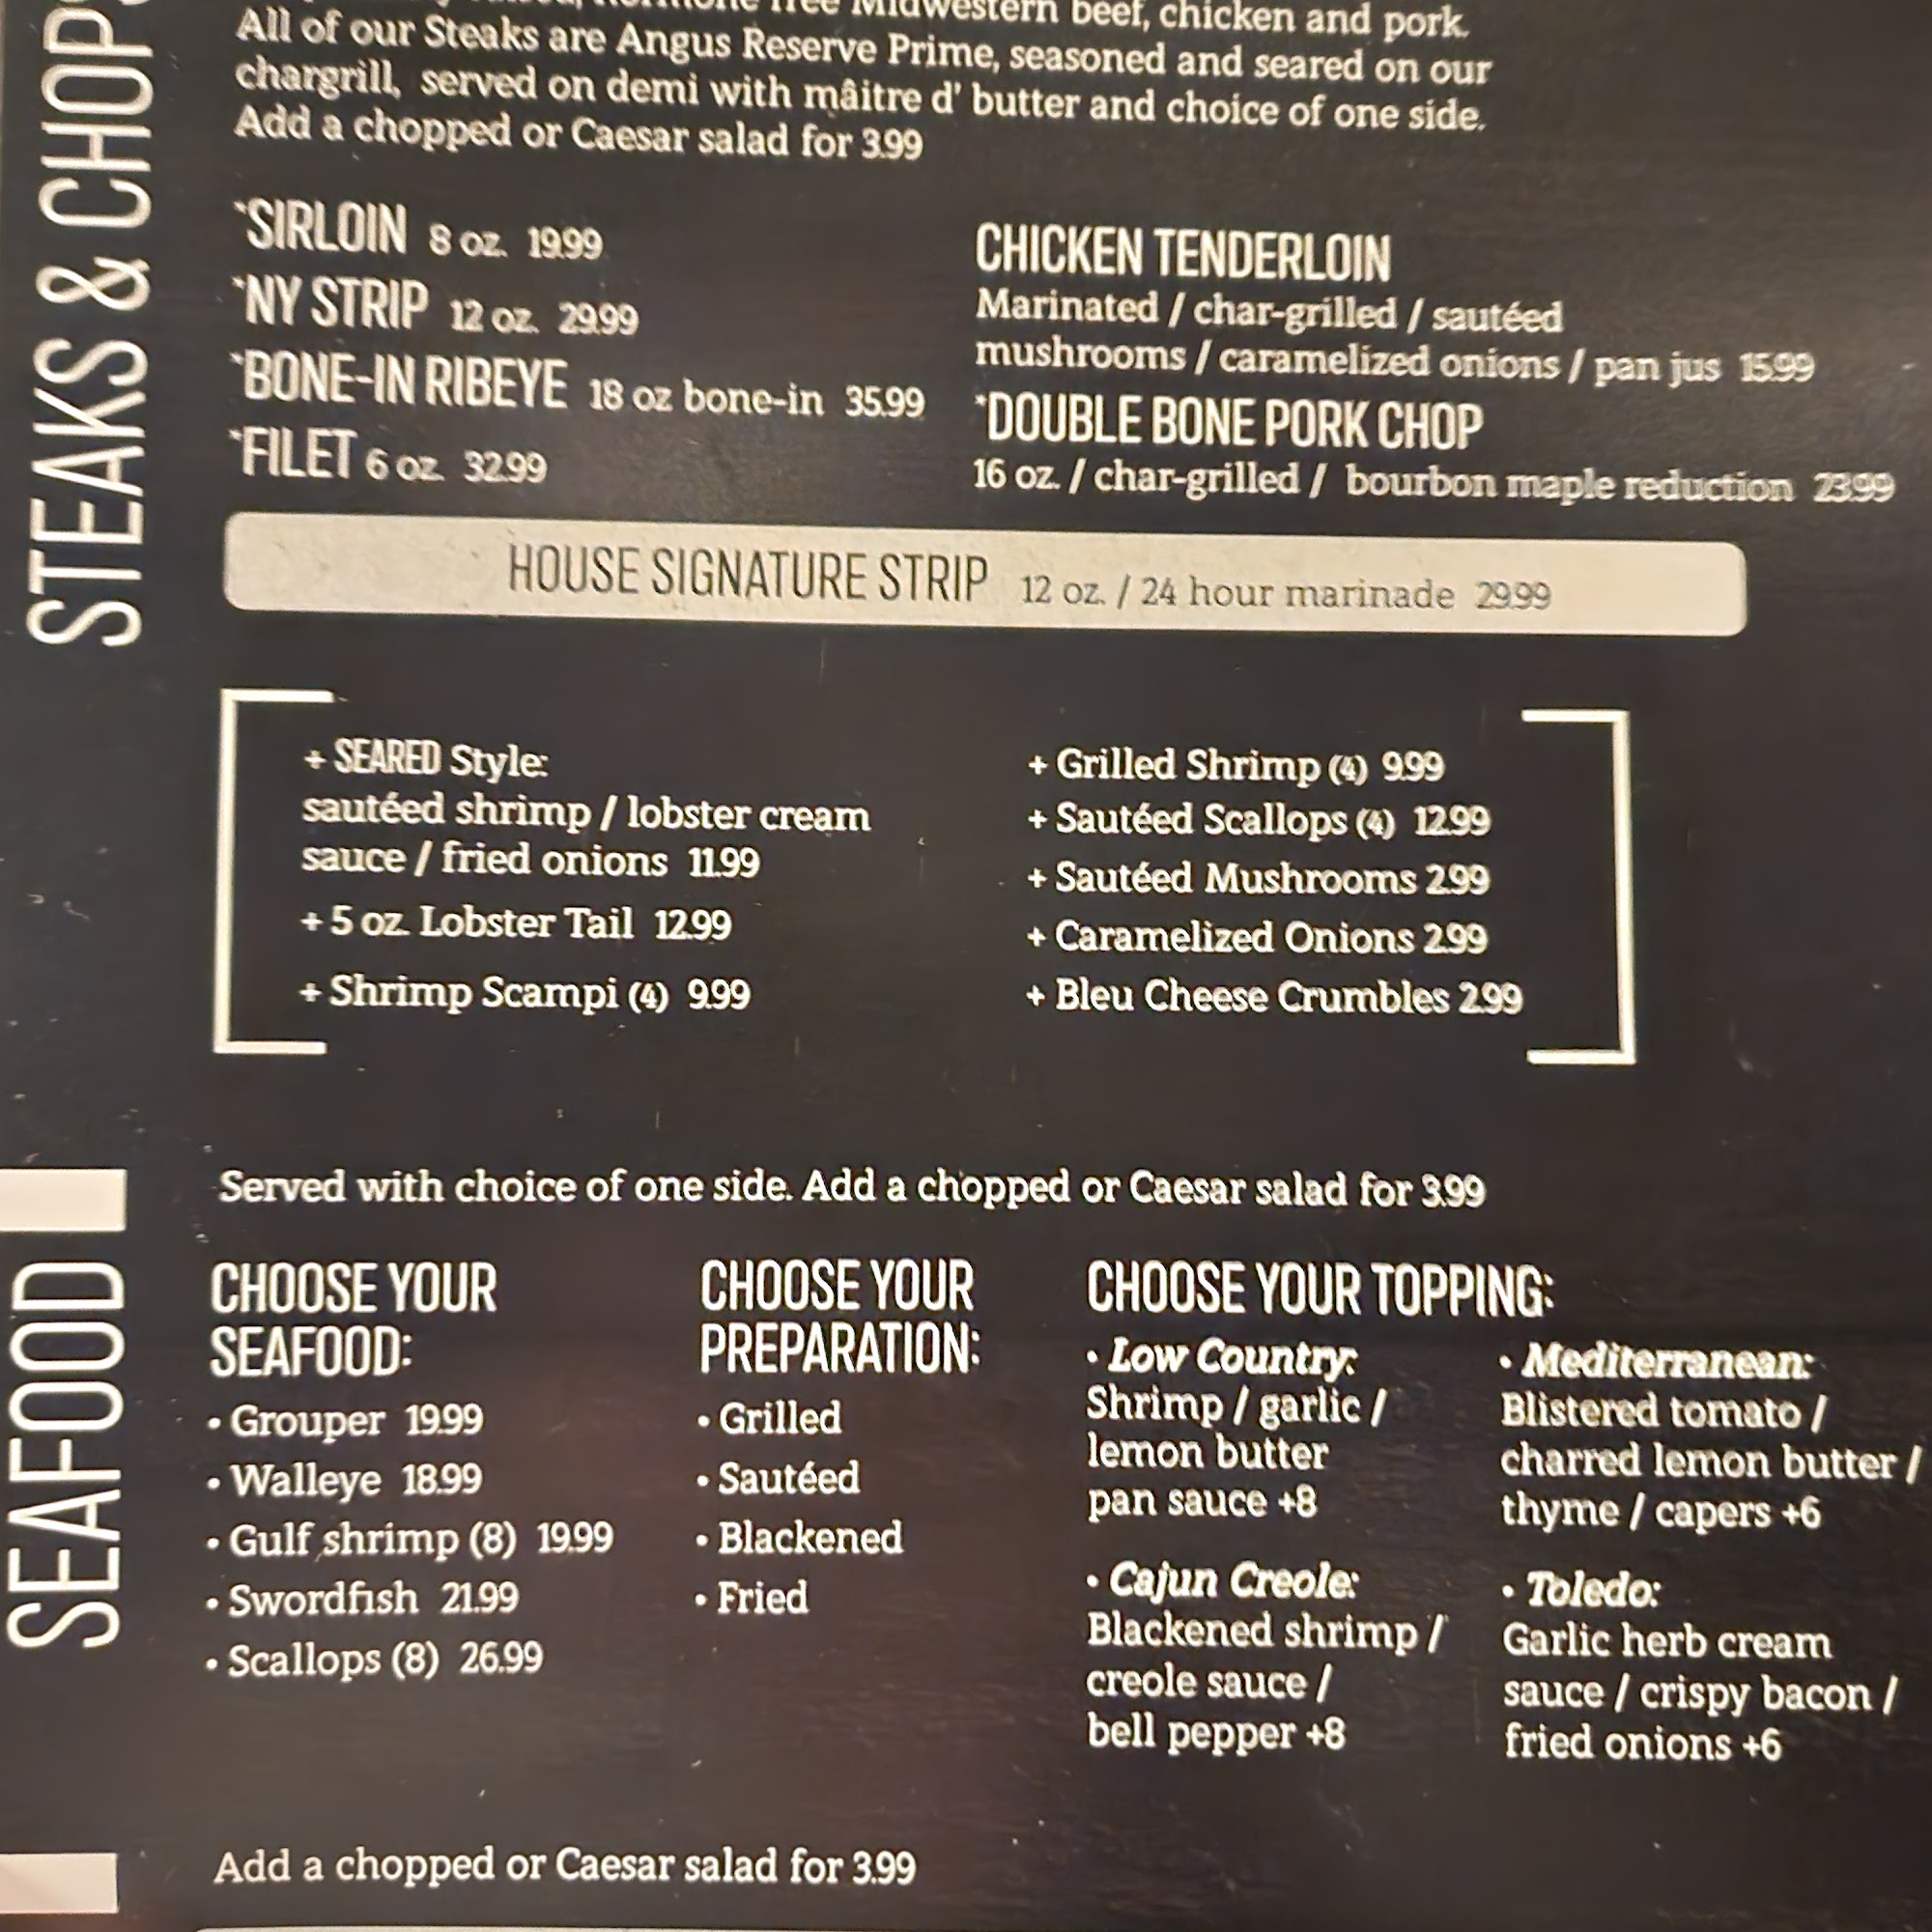 STEAKS & CHOPS
Midwestern beef, chicken and pork.
All of our Steaks are Angus Reserve Prime, seasoned and seared on our
chargrill, served on demi with mâitre d' butter and choice of one side.
Add a chopped or Caesar salad for 3.99
*SIRLOIN 8 oz. 19.99
*NY STRIP 12 oz. 29.99
*BONE-IN RIBEYE 18 oz bone-in 35.99
*FILET 6 oz. 32.99
CHICKEN TENDERLOIN
Marinated / char-grilled / sautéed
mushrooms / caramelized onions / pan jus 15.99
*DOUBLE BONE PORK CHOP
16 oz. / char-grilled / bourbon maple reduction 23.99
HOUSE SIGNATURE STRIP 12 oz. / 24 hour marinade 29.99
+ SEARED Style:
sautéed shrimp / lobster cream
sauce / fried onions 11.99
+ 5 oz. Lobster Tail 12.99
+ Shrimp Scampi (4) 9.99
+ Grilled Shrimp (4) 9.99
+ Sautéed Scallops (4) 12.99
+ Sautéed Mushrooms 2.99
+ Caramelized Onions 2.99
+ Bleu Cheese Crumbles 2.99
SEAFOOD
Served with choice of one side. Add a chopped or Caesar salad for 3.99
CHOOSE YOUR
SEAFOOD:
• Grouper 19.99
• Walleye 18.99
• Gulf shrimp (8) 19.99
• Swordfish 21.99
• Scallops (8) 26.99
CHOOSE YOUR
PREPARATION:
• Grilled
• Sautéed
• Blackened
• Fried
CHOOSE YOUR TOPPING:
• Low Country:
Shrimp / garlic /
lemon butter
pan sauce +8
• Cajun Creole:
Blackened shrimp /
creole sauce /
bell pepper +8
• Mediterranean:
Blistered tomato /
charred lemon butter /
thyme / capers +6
• Toledo:
Garlic herb cream
sauce / crispy bacon /
fried onions +6
Add a chopped or Caesar salad for 3.99